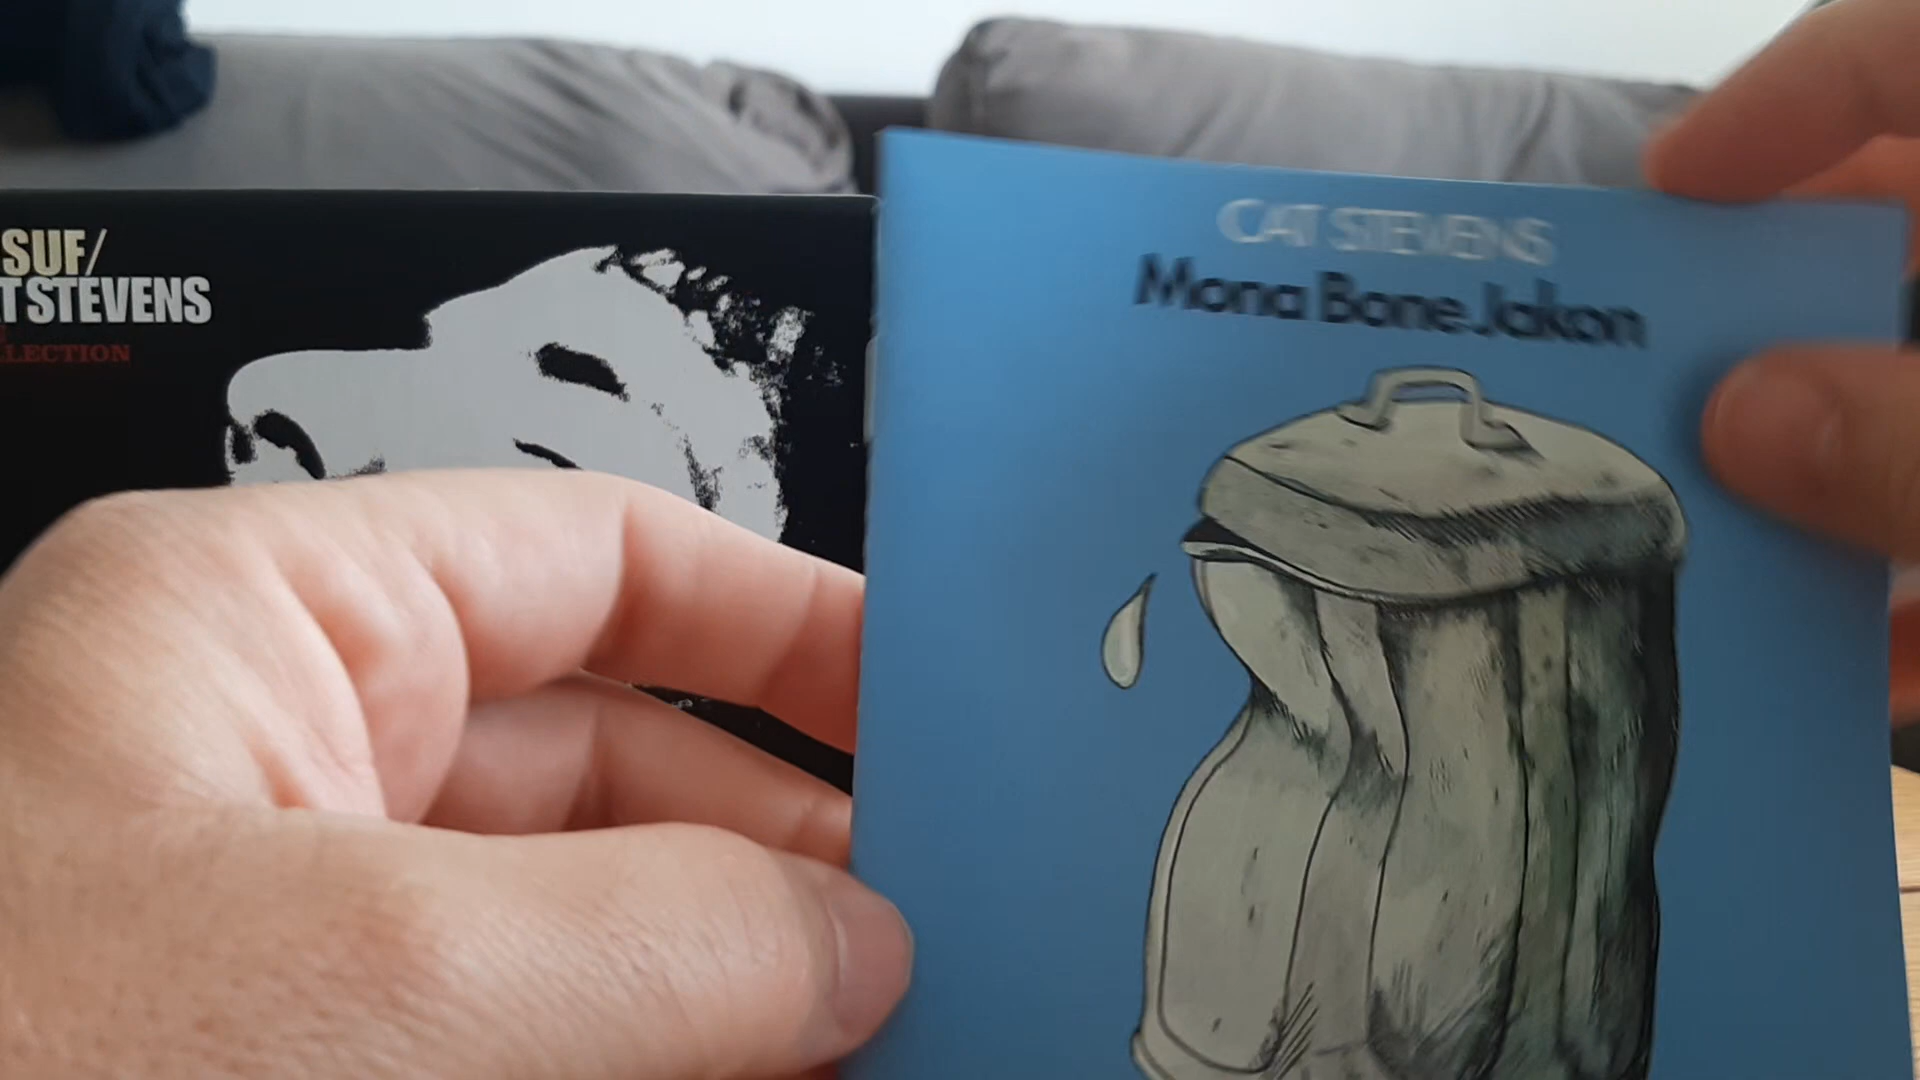 SUF/
T STEVENS
LLECTION
CAT STEVENS
Mona Bone Jakon